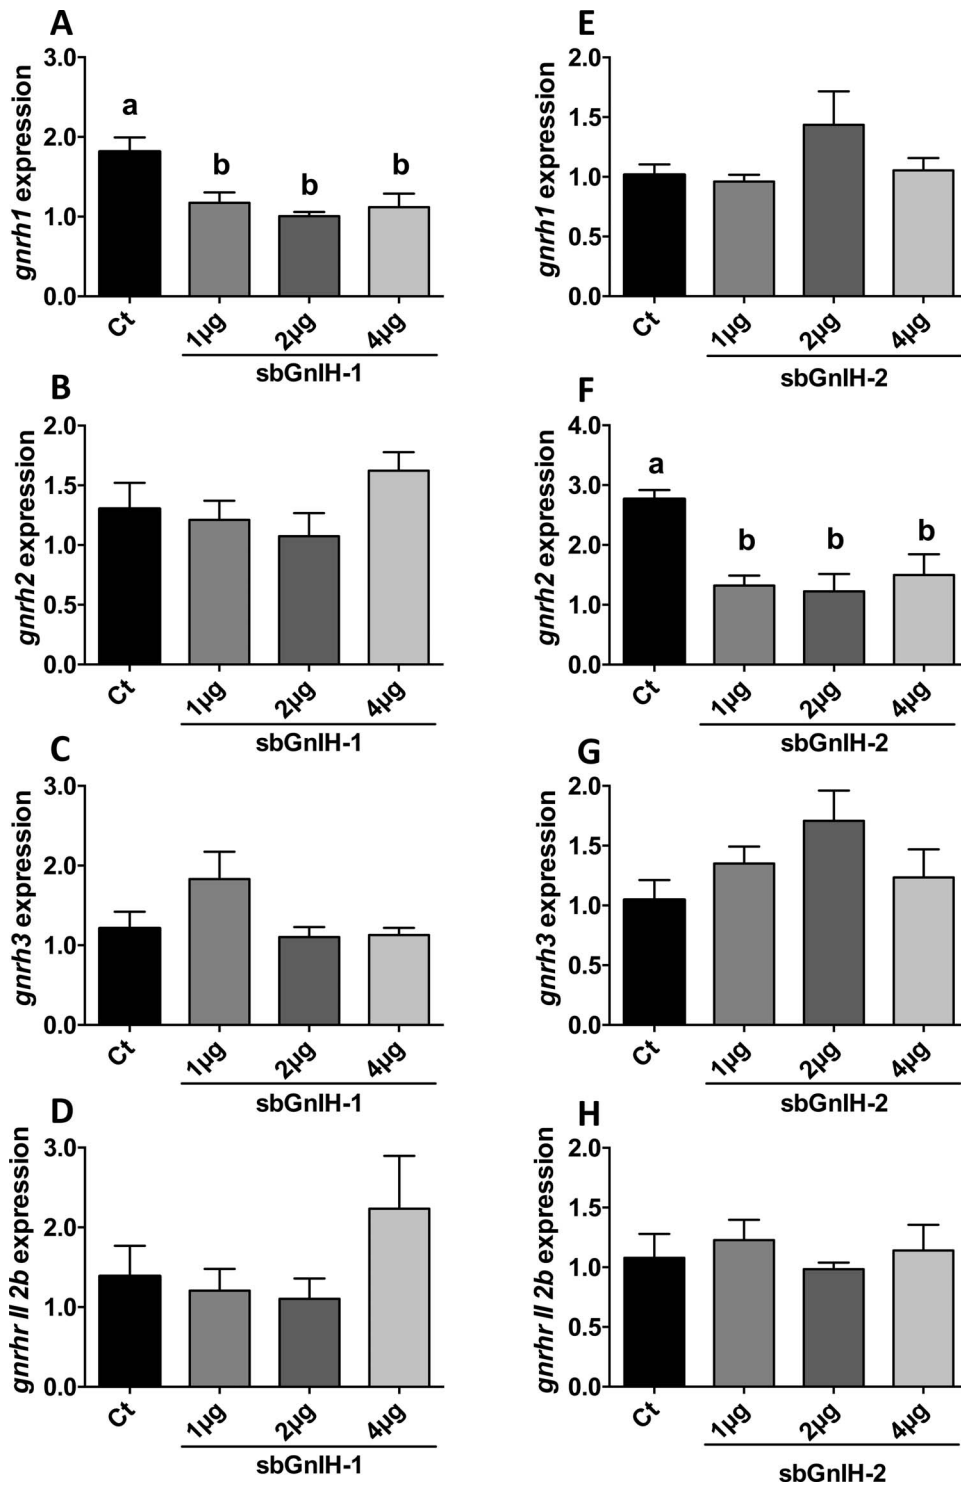 A
gnrh1 expression
3.0
2.0
1.0
0.0
a
b
b
b
Ct
1µg
2µg
4µg
sbGnIH-1
E
gnrh1 expression
2.0
1.5
1.0
0.5
0.0
Ct
1µg
2µg
4µg
sbGnIH-2
B
gnrh2 expression
2.0
1.5
1.0
0.5
0.0
Ct
1µg
2µg
4µg
sbGnIH-1
F
gnrh2 expression
4.0
3.0
2.0
1.0
0.0
a
b
b
b
Ct
1µg
2µg
4µg
sbGnIH-2
C
gnrh3 expression
3.0
2.0
1.0
0.0
Ct
1µg
2µg
4µg
sbGnIH-1
G
gnrh3 expression
2.0
1.5
1.0
0.5
0.0
Ct
1µg
2µg
4µg
sbGnIH-2
D
gnrhr II 2b expression
3.0
2.0
1.0
0.0
Ct
1µg
2µg
4µg
sbGnIH-1
H
gnrhr II 2b expression
2.0
1.5
1.0
0.5
0.0
Ct
1µg
2µg
4µg
sbGnIH-2